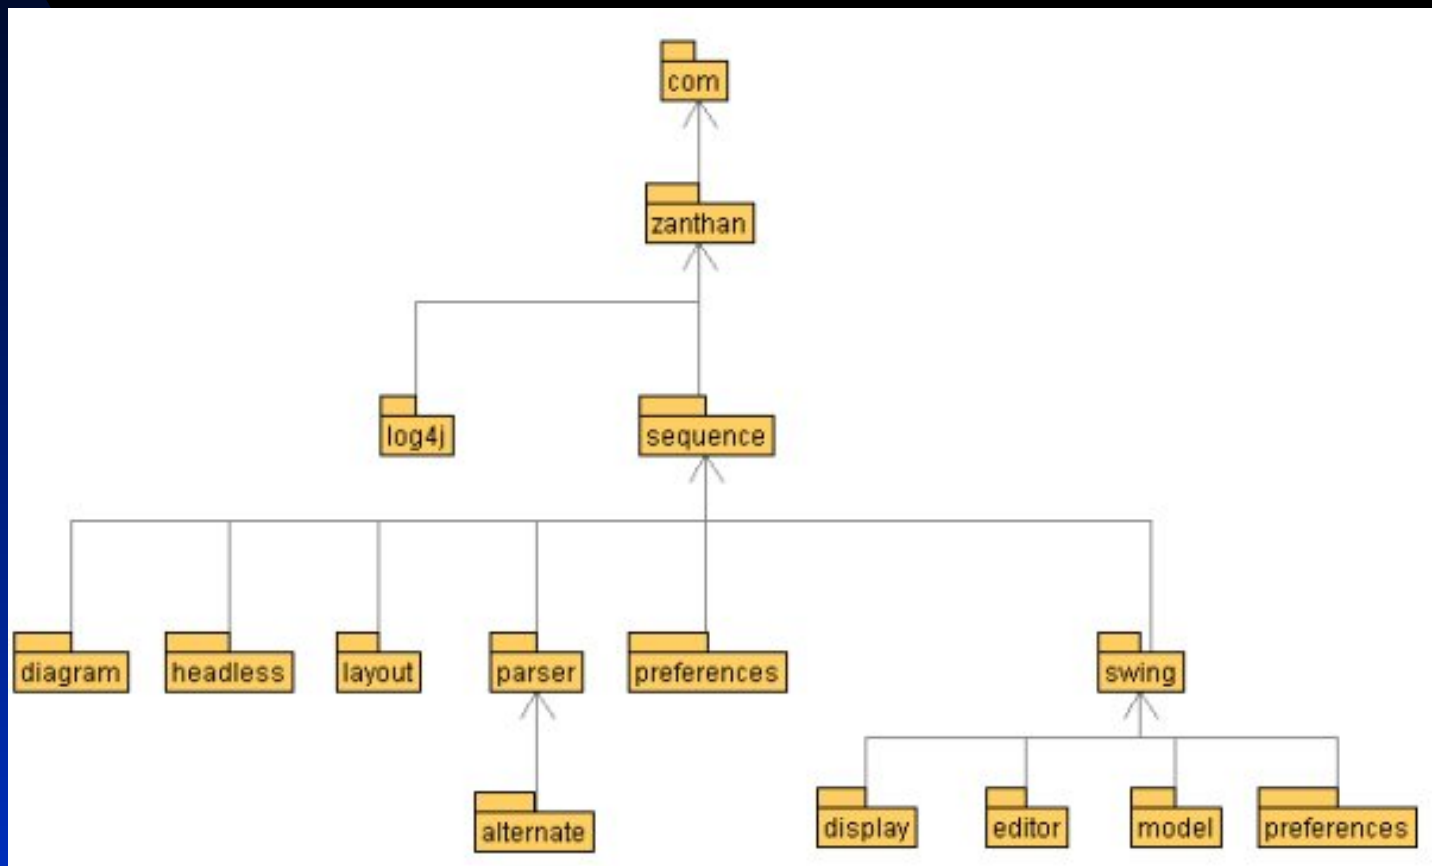 com
zanthan
log4j
sequence
diagram
headless
layout
parser
preferences
swing
alternate
display
editor
model
preferences